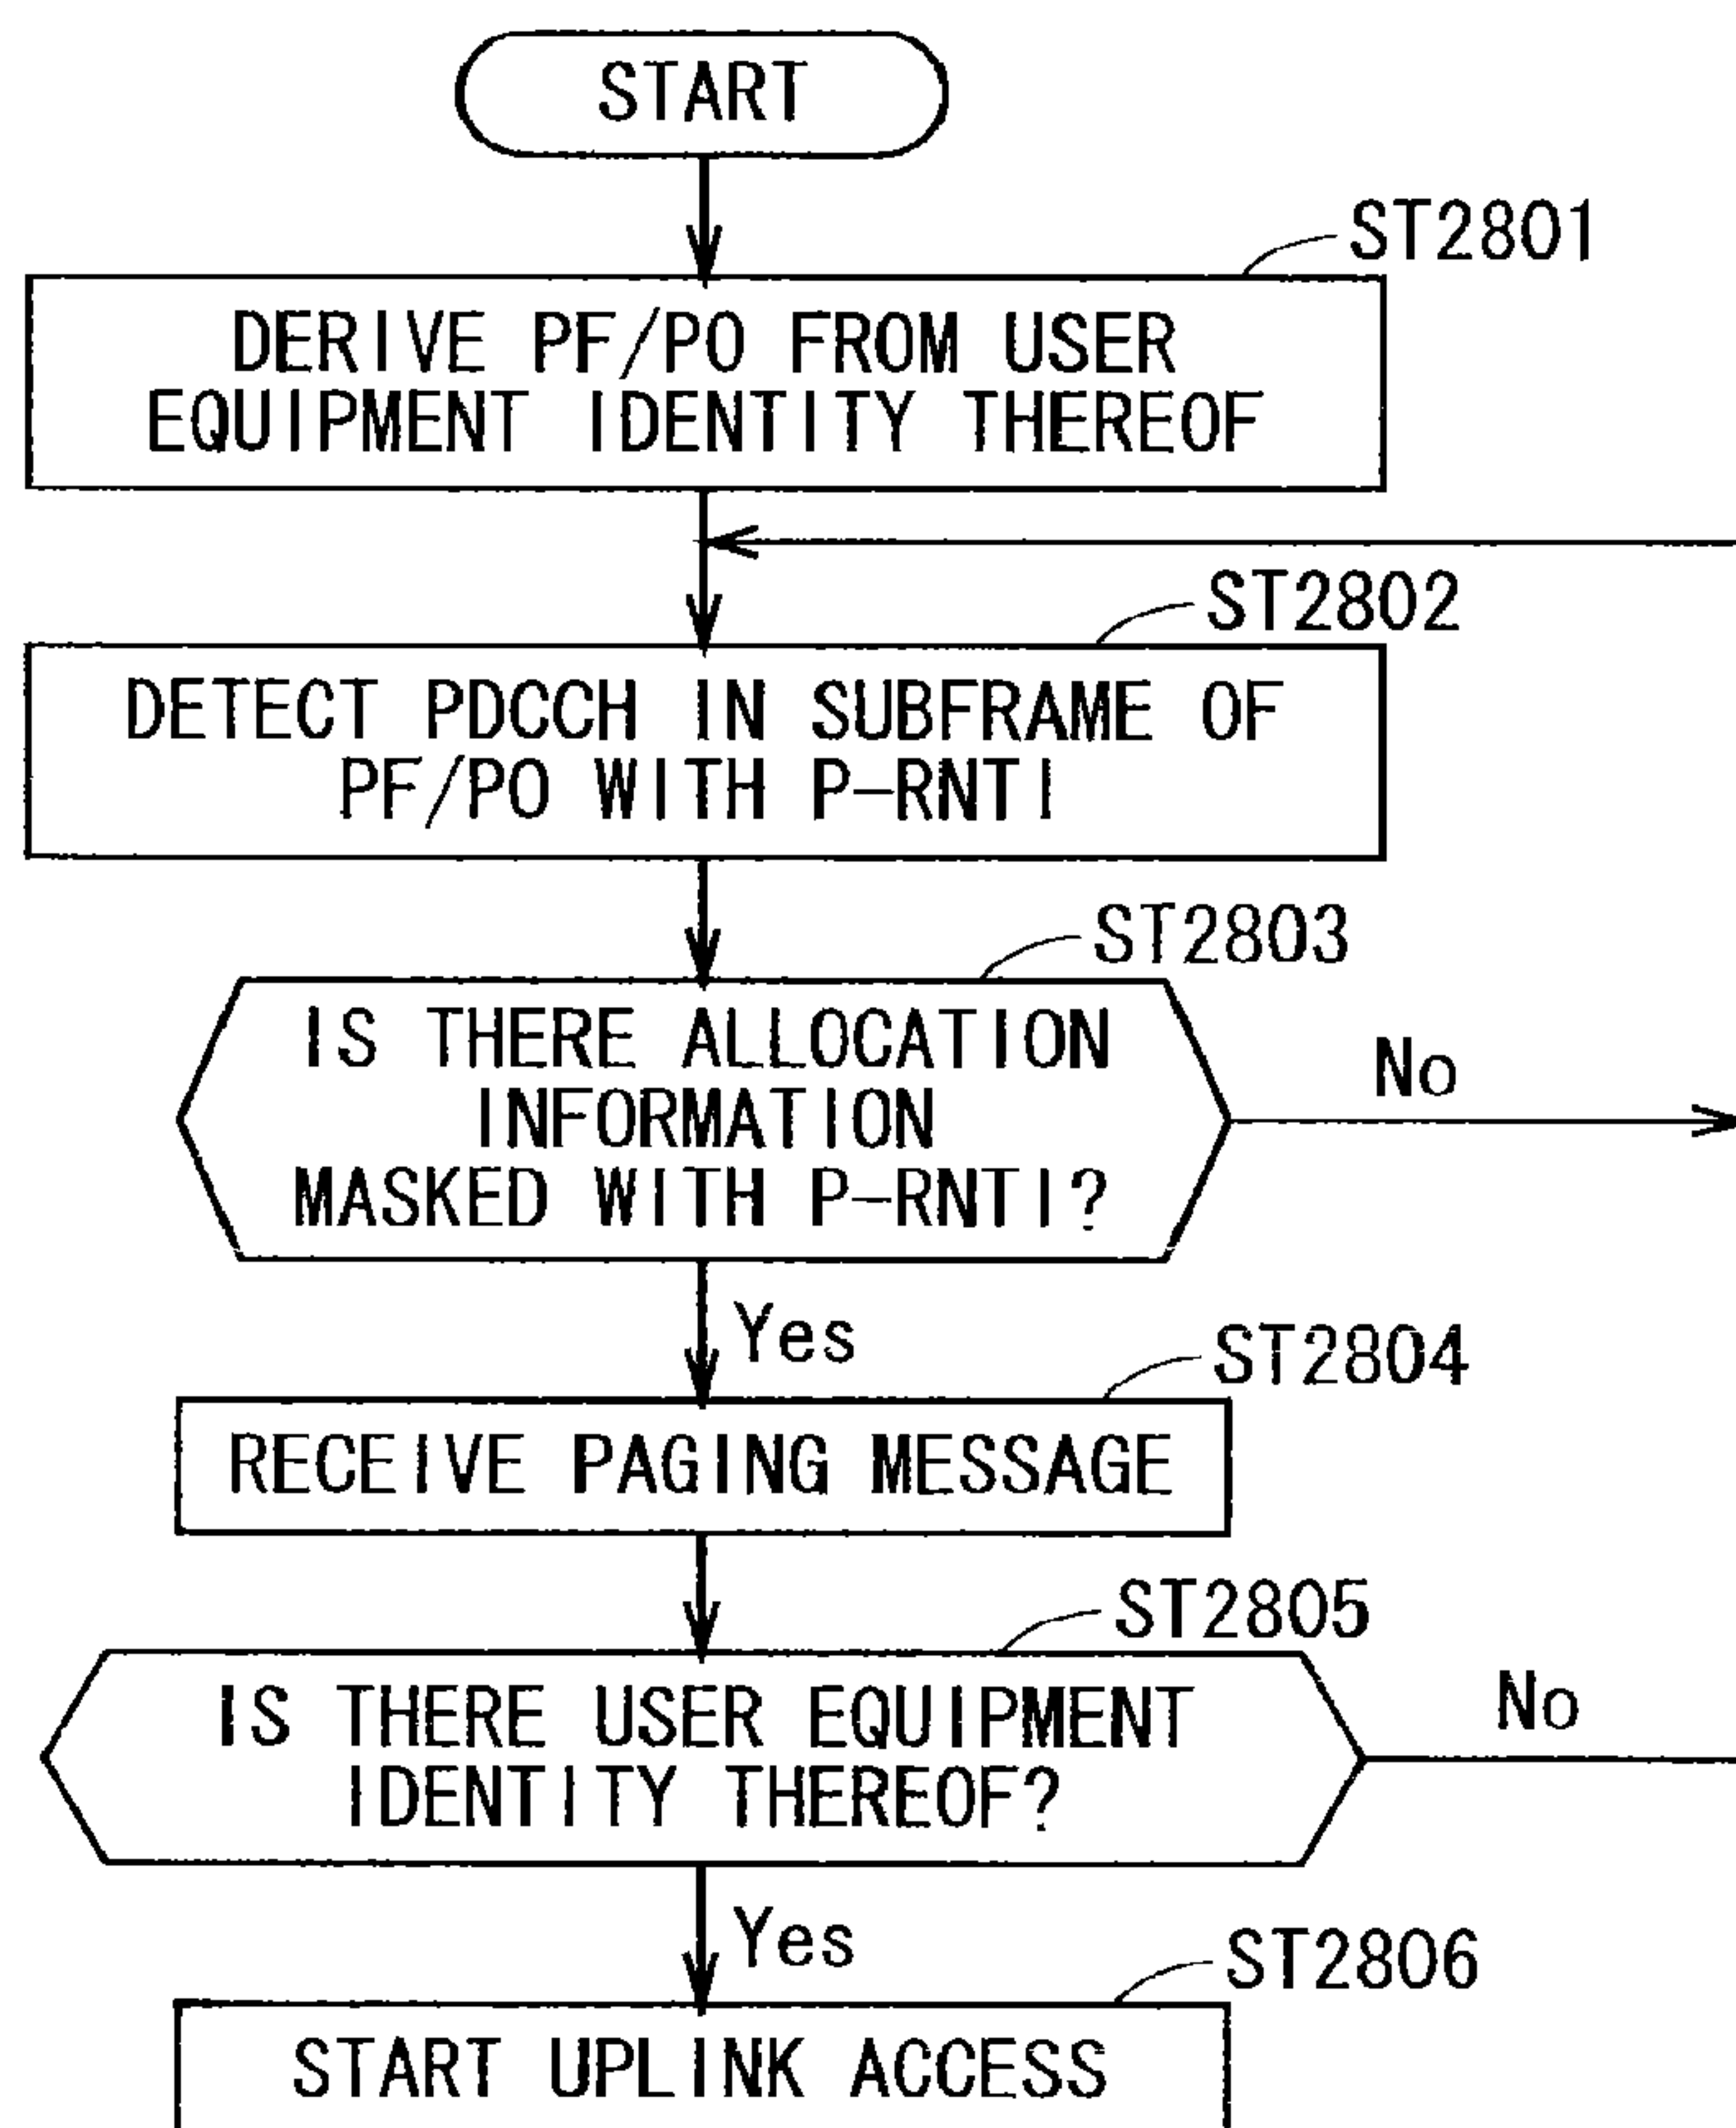 START
ST2801
DERIVE PF/PO FROM USER
EQUIPMENT IDENTITY THEREOF
ST2802
DETECT PDCCH IN SUBFRAME OF
PF/PO WITH P-RNTI
ST2803
IS THERE ALLOCATION
INFORMATION
MASKED WITH P-RNTI?
No
Yes
ST2804
RECEIVE PAGING MESSAGE
ST2805
IS THERE USER EQUIPMENT
IDENTITY THEREOF?
No
Yes
ST2806
START UPLINK ACCESS